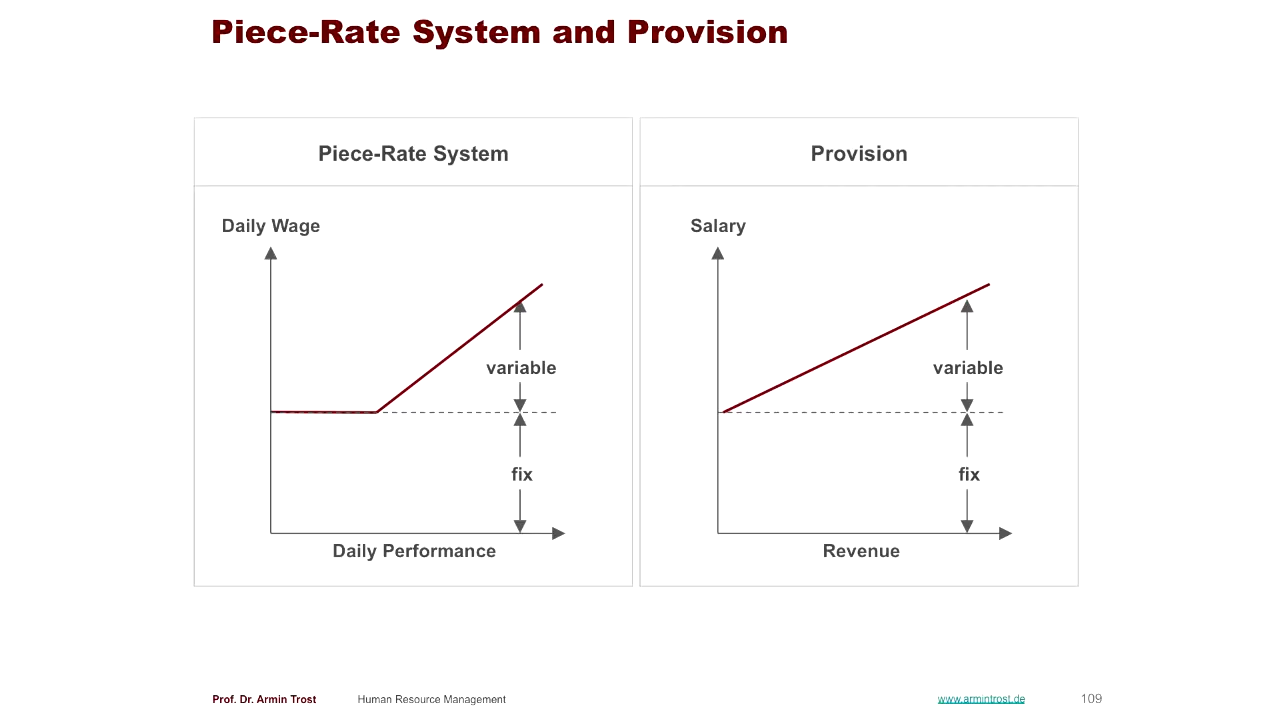 Piece-Rate System and Provision
Piece-Rate System
Daily Wage
variable
fix
Daily Performance
Provision
Salary
variable
fix
Revenue
Prof. Dr. Armin Trost
Human Resource Management
www.armintrost.de
109